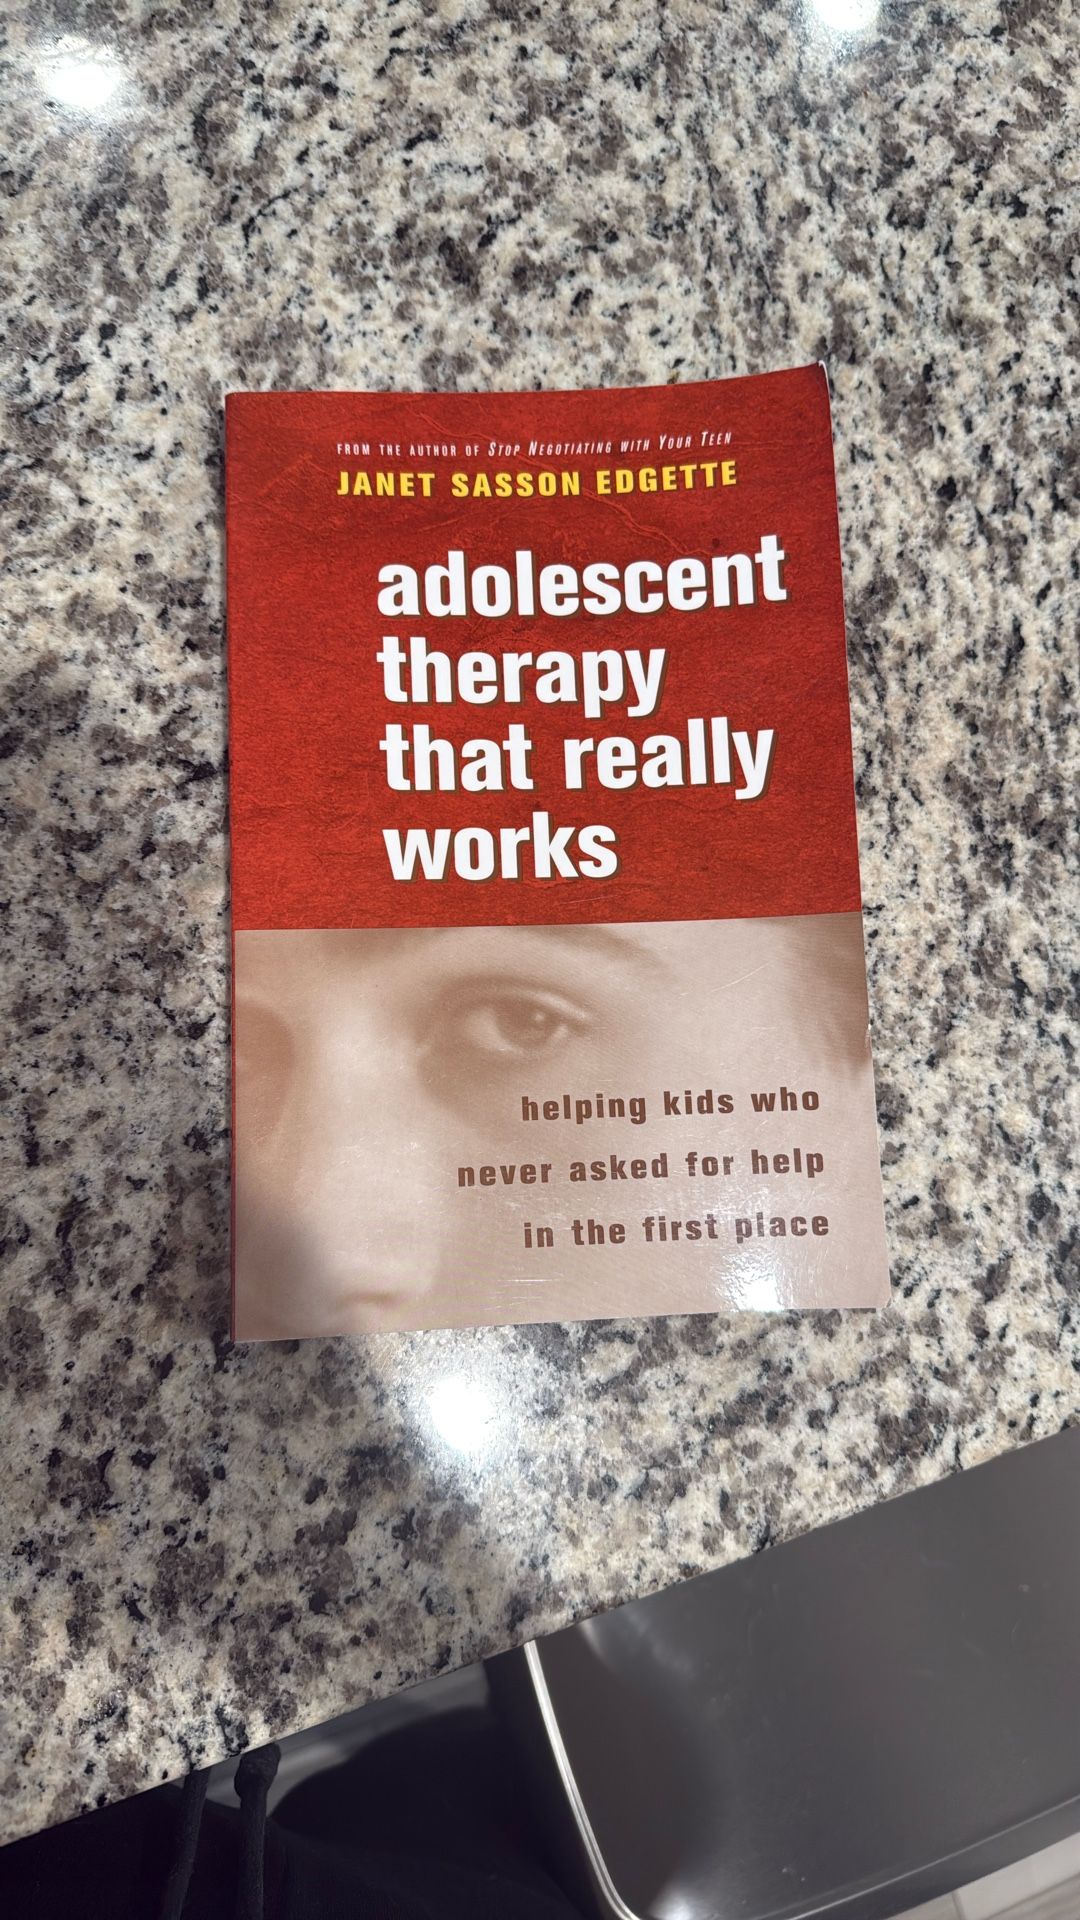 FROM THE AUTHOR OF STOP NEGOTIATING WITH YOUR TEEN
JANET SASSON EDGETTE
adolescent
therapy
that really
works
helping kids who
never asked for help
in the first place